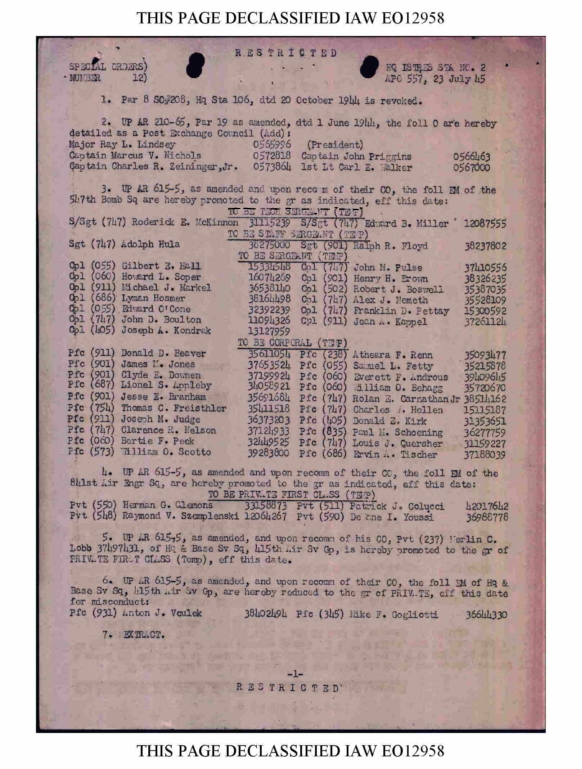 THIS PAGE DECLASSIFIED IAW EO12958
RESTRICTED
SPECIAL ORDERS) HQ STA NO. 2
NUMBER 12) APO 557, 23 July 45
1. Par 8 SO#208, Hq Sta 106, dtd 20 October 1944 is revoked.
2. UP AR 210-65, Par 19 as amended, dtd 1 June 1944, the foll O are hereby
detailed as a Post Exchange Council (Add):
Major Ray L. Lindsey 0565996 (President)
Captain Marcus V. Nichols 0572818 Captain John Priggins 0566463
Captain Charles R. Zeininger,Jr. 0573864 1st Lt Carl E. Walker 0567000
3. UP AR 615-5, as amended and upon recom of their CO, the foll EM of the
547th Bomb Sq are hereby promoted to the gr as indicated, eff this date:
TO BE TECH SERGEANT (TEMP)
S/Sgt (747) Roderick E. McKinnon 31115239 S/Sgt (747) Edward B. Miller 12087555
TO BE STAFF SERGEANT (TEMP)
Sgt (747) Adolph Hula 38275000 Sgt (901) Ralph R. Floyd 38237802
TO BE SERGEANT (TEMP)
Cpl (055) Gilbert E. Hall 15334548 Cpl (747) John M. Pulse 37410556
Cpl (060) Howard L. Soper 16074269 Cpl (901) Henry H. Brown 38326235
Cpl (911) Michael J. Markel 36538140 Cpl (502) Robert J. Boswell 35387035
Cpl (686) Lyman Hosmer 38164498 Cpl (747) Alex J. Nemeth 35528109
Cpl (055) Edward O'Cone 32392239 Cpl (747) Franklin D. Pettay 15300592
Cpl (747) John D. Boulton 11094326 Cpl (911) Jean A. Kappel 37261124
Cpl (405) Joseph A. Kondrak 13127959
TO BE CORPORAL (TEMP)
Pfc (911) Donald D. Beaver 35611054 Pfc (238) Atheara F. Renn 35093477
Pfc (901) James M. Jones 37653524 Pfc (055) Samuel L. Fetty 35215878
Pfc (901) Clyde E. Downen 37199924 Pfc (060) Everett F. Androus 39409645
Pfc (687) Lionel S. Appleby 34058921 Pfc (060) William O. Behagg 35720670
Pfc (901) Jesse E. Branham 35691684 Pfc (747) Rolan E. Carnathan Jr 38514162
Pfc (754) Thomas C. Freisthler 35411518 Pfc (747) Charles A. Hollen 15115187
Pfc (911) Joseph M. Judge 36373203 Pfc (405) Donald E. Kirk 31353651
Pfc (747) Clarence R. Nelson 37124933 Pfc (835) Paul M. Schoening 36277759
Pfc (060) Bertie F. Peck 32449525 Pfc (747) Louis J. Quercher 31159227
Pfc (573) William O. Scotto 39283800 Pfc (686) Ervin A. Tischer 37188039
4. UP AR 615-5, as amended and upon recomm of their CO, the foll EM of the
841st Air Engr Sq, are hereby promoted to the gr as indicated, eff this date:
TO BE PRIVATE FIRST CLASS (TEMP)
Pvt (550) Herman G. Clemons 33158873 Pvt (511) Patrick J. Colucci 42017642
Pvt (548) Raymond V. Szemplenski 12064267 Pvt (590) I. Youssi 36988778
5. UP AR 615-5, as amended, and upon recomm of his CO, Pvt (237) Merlin C.
Lobb 37497431, of Hq & Base Sv Sq, 415th Air Sv Gp, is hereby promoted to the gr of
PRIVATE FIRST CLASS (Temp), eff this date.
6. UP AR 615-5, as amended, and upon recomm of their CO, the foll EM of Hq &
Base Sv Sq, 415th Air Sv Gp, are hereby reduced to the gr of PRIVATE, eff this date
for misconduct:
Pfc (931) Anton J. Vculek 38402494 Pfc (345) Mike F. Gogliotti 36644330
7. EXTRACT.
-1-
RESTRICTED
THIS PAGE DECLASSIFIED IAW EO12958